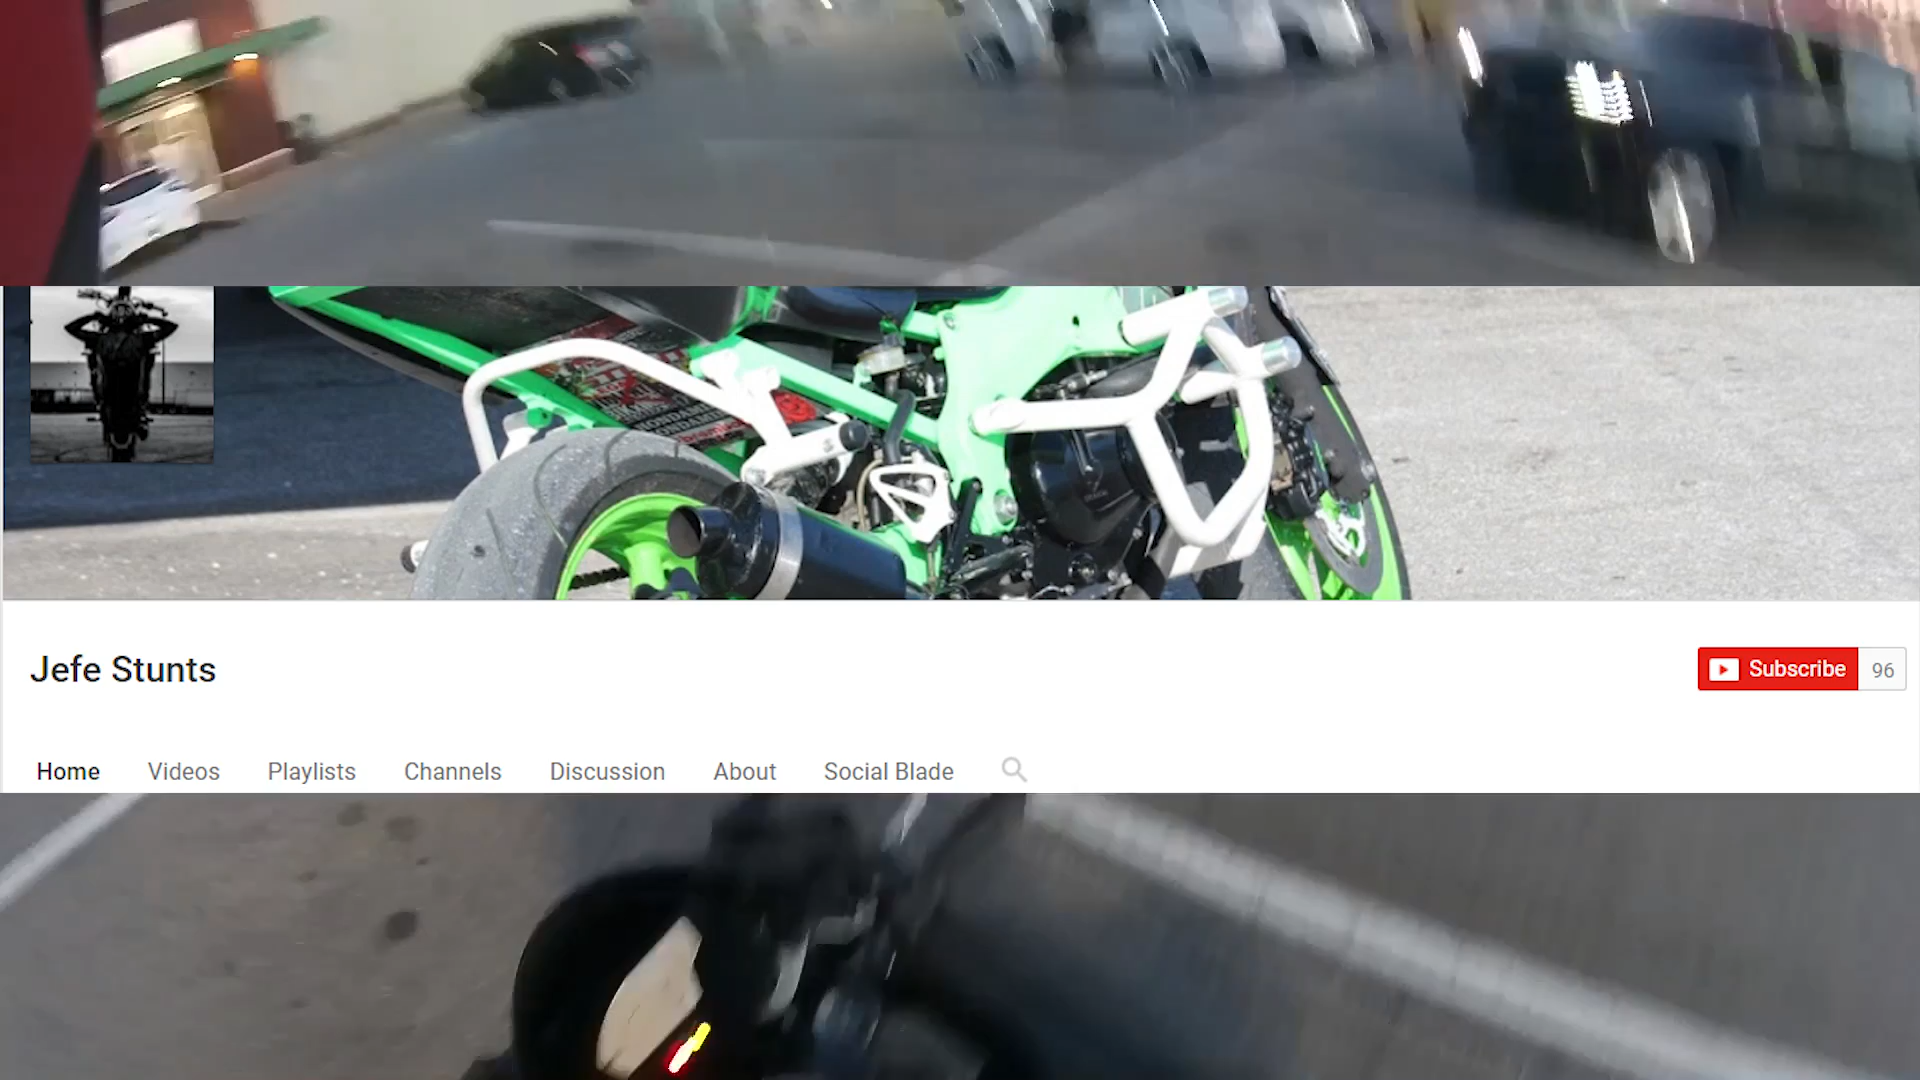 Jefe Stunts
Subscribe 96
Home Videos Playlists Channels Discussion About Social Blade